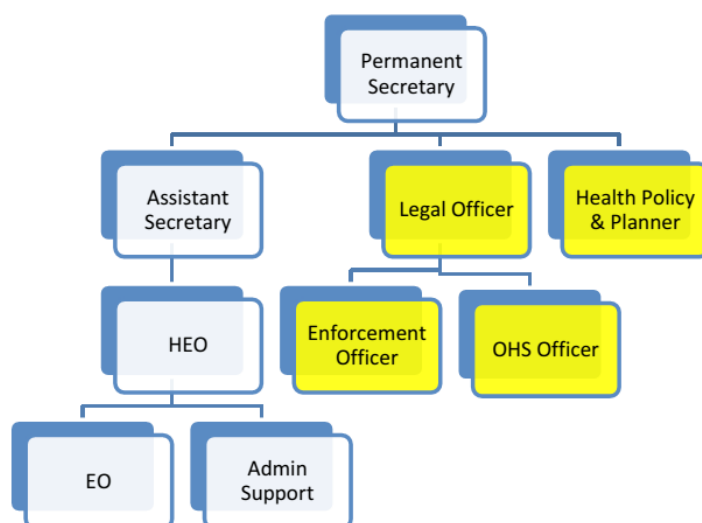 Permanent
Secretary
Assistant
Secretary
Legal Officer
Health Policy
& Planner
HEO
Enforcement
Officer
OHS Officer
EO
Admin
Support